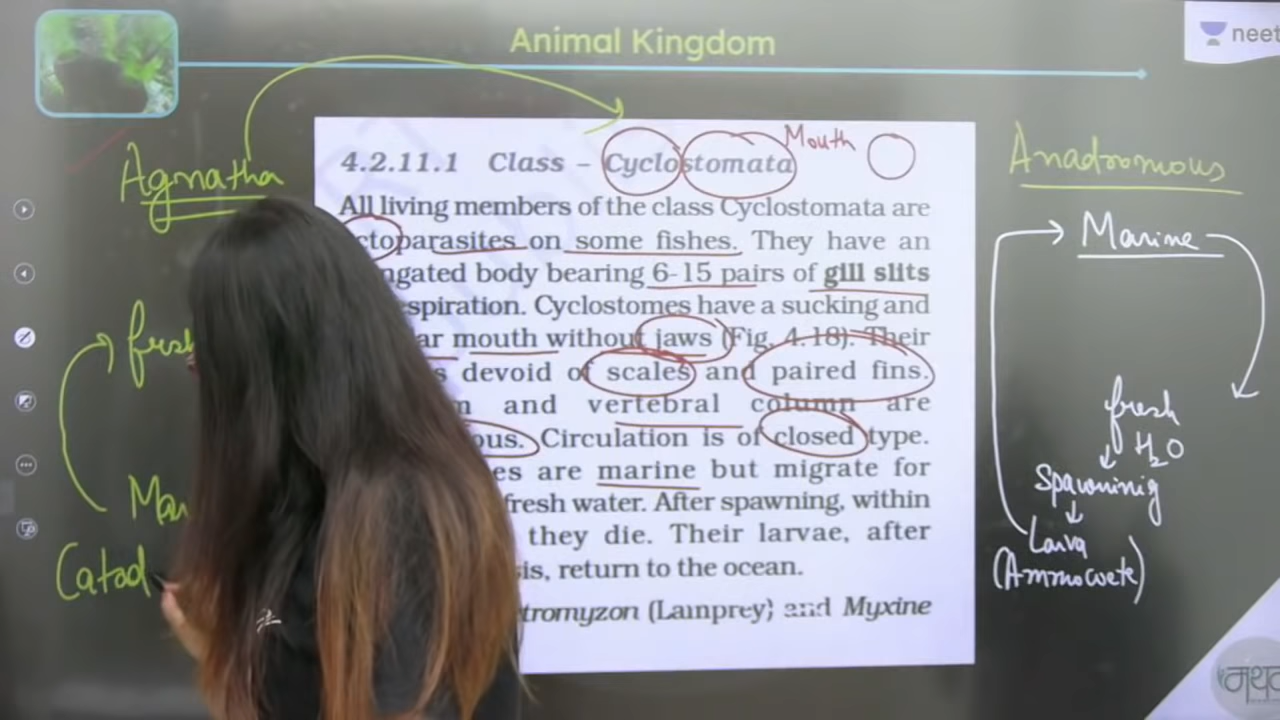 Animal Kingdom
neet
Agnatha
fresh
Mar
Catad
4.2.11.1 Class – Cyclostomata
Mouth
All living members of the class Cyclostomata are
ctoparasites on some fishes. They have an
ngated body bearing 6-15 pairs of gill slits
spiration. Cyclostomes have a sucking and
ar mouth without jaws (Fig. 4.18). Their
s devoid of scales and paired fins.
m and vertebral column are
ous. Circulation is of closed type.
es are marine but migrate for
fresh water. After spawning, within
they die. Their larvae, after
sis, return to the ocean.
tromyzon (Lamprey) and Myxine
Anadromous
Marine
fresh
H2O
Spawninig
Larva
(Ammocoete)